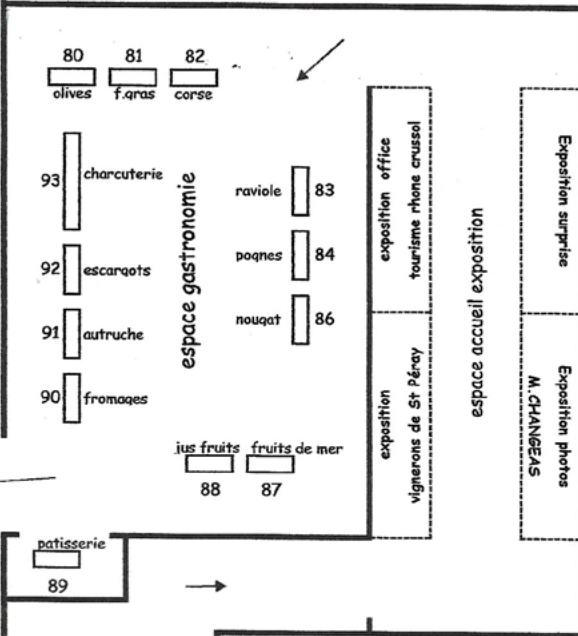 80 81 82
olives f.gras corse
93 charcuterie
92 escargots
91 autruche
90 fromages
espace gastronomie
raviole 83
pognes 84
nougat 86
jus fruits fruits de mer
88 87
patisserie
89
exposition office
tourisme rhone crussol
exposition
vignerons de St Péray
espace accueil exposition
Exposition surprise
Exposition photos
M.CHANGEAS